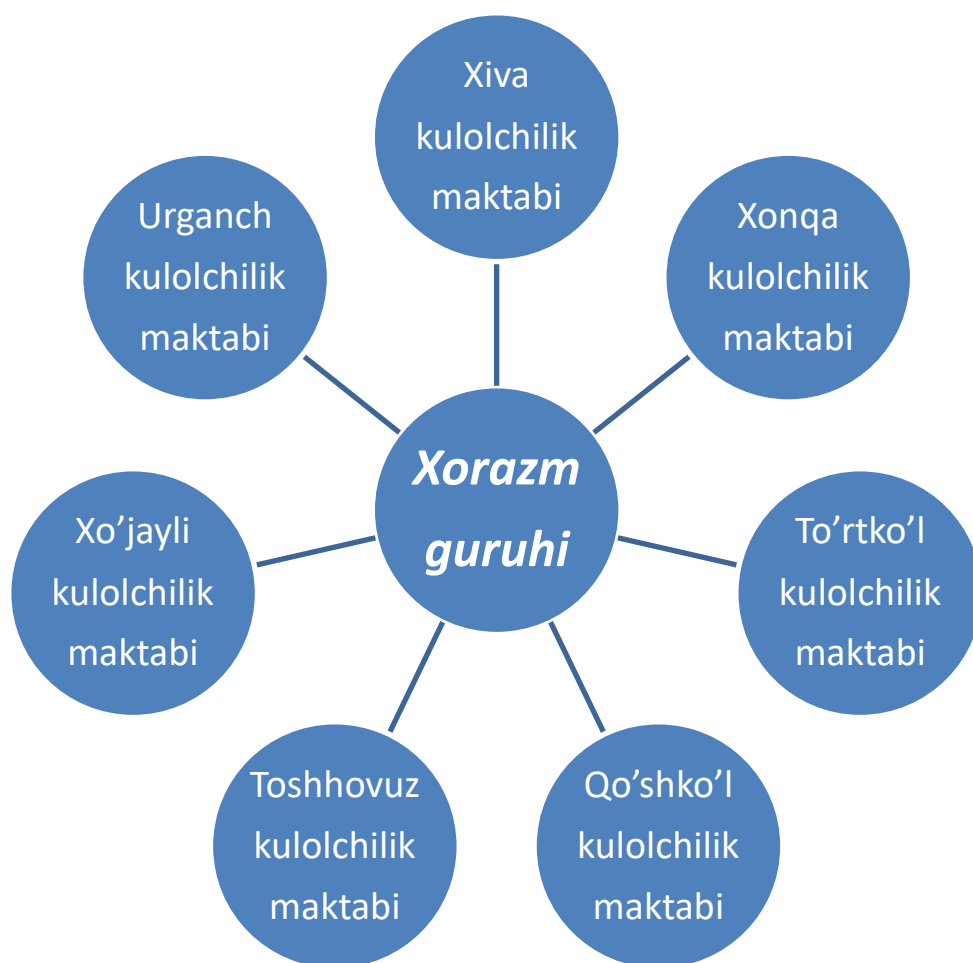 Xiva
kulolchilik
maktabi
Xonqa
kulolchilik
maktabi
To’rtko’l
kulolchilik
maktabi
Qo’shko’l
kulolchilik
maktabi
Toshhovuz
kulolchilik
maktabi
Xo’jayli
kulolchilik
maktabi
Urganch
kulolchilik
maktabi
Xorazm
guruhi